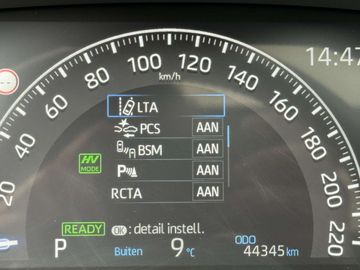 14:47
20 40 60 80 100 120 140 160 180 200 220
km/h
LTA
PCS AAN
BSM AAN
HV MODE
P AAN
RCTA AAN
READY OK : detail instell.
P Buiten 9 °C ODO 44345 km